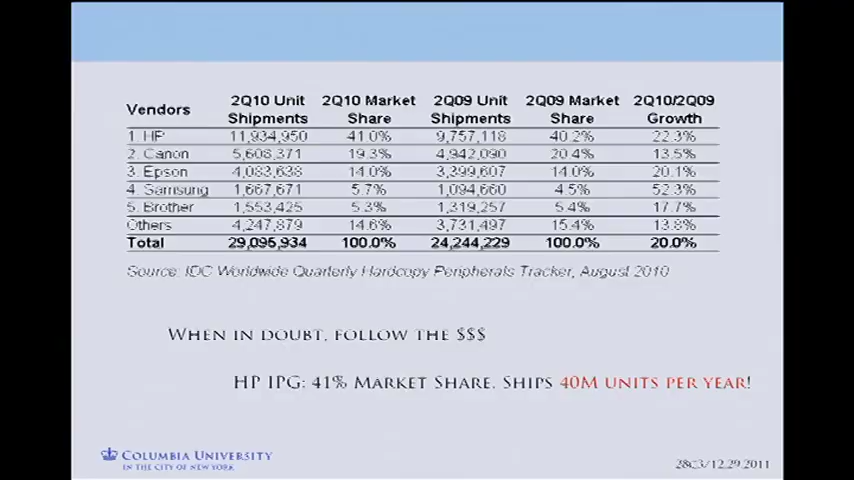 Vendors 2Q10 Unit Shipments 2Q10 Market Share 2Q09 Unit Shipments 2Q09 Market Share 2Q10/2Q09 Growth
1. HP 11,934,950 41.0% 9,757,118 40.2% 22.3%
2. Canon 5,608,371 19.3% 4,942,090 20.4% 13.5%
3. Epson 4,083,638 14.0% 3,399,607 14.0% 20.1%
4. Samsung 1,667,671 5.7% 1,094,660 4.5% 52.3%
5. Brother 1,553,425 5.3% 1,319,257 5.4% 17.7%
Others 4,247,879 14.6% 3,731,497 15.4% 13.8%
Total 29,095,934 100.0% 24,244,229 100.0% 20.0%
Source: IDC Worldwide Quarterly Hardcopy Peripherals Tracker, August 2010
When in doubt, follow the $$$
HP IPG: 41% Market Share. Ships 40M units per year!
Columbia University
in the City of New York
28c3/12.29.2011